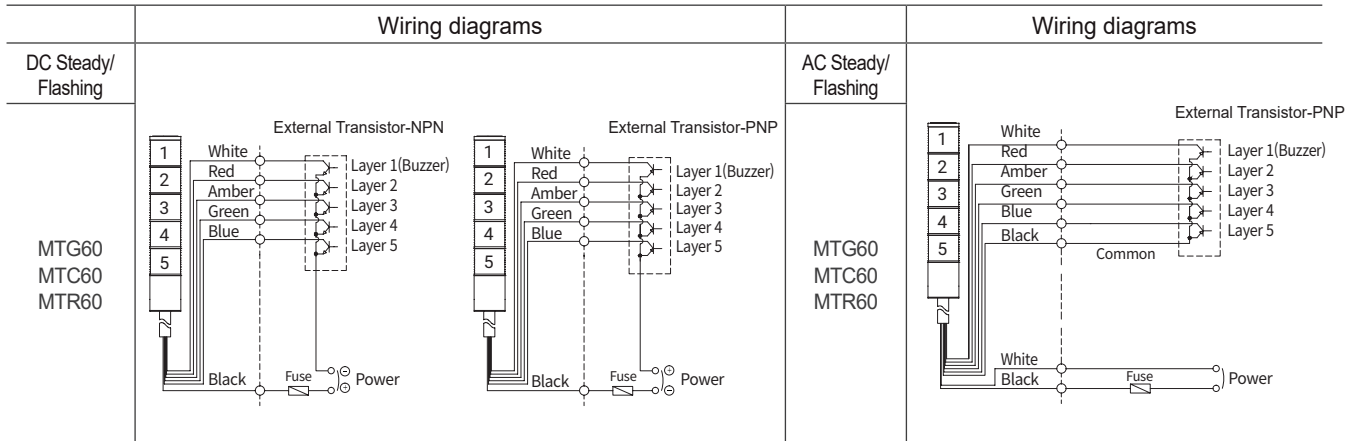 Wiring diagrams
Wiring diagrams
DC Steady/
Flashing
AC Steady/
Flashing
MTG60
MTC60
MTR60
External Transistor-NPN
1
2
3
4
5
White
Red
Amber
Green
Blue
Layer 1(Buzzer)
Layer 2
Layer 3
Layer 4
Layer 5
Black
Fuse
⊖
⊕
Power
External Transistor-PNP
1
2
3
4
5
White
Red
Amber
Green
Blue
Layer 1(Buzzer)
Layer 2
Layer 3
Layer 4
Layer 5
Black
Fuse
⊕
⊖
Power
MTG60
MTC60
MTR60
External Transistor-PNP
1
2
3
4
5
White
Red
Amber
Green
Blue
Black
Common
Layer 1(Buzzer)
Layer 2
Layer 3
Layer 4
Layer 5
White
Black
Fuse
Power